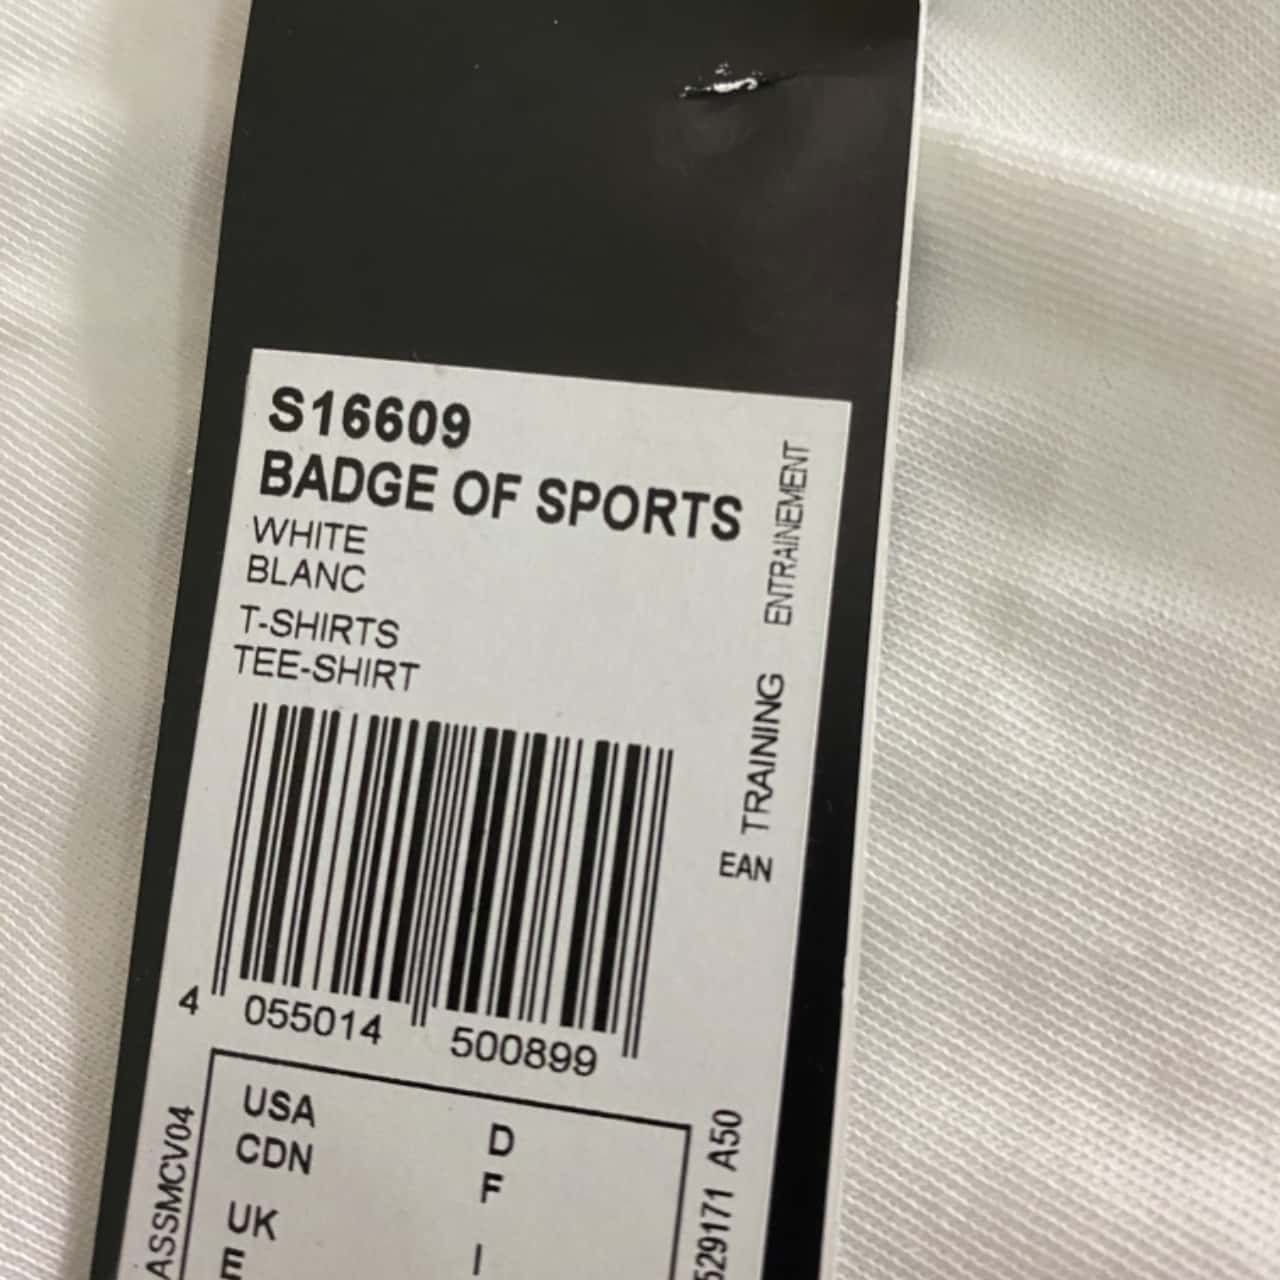 S16609
BADGE OF SPORTS
WHITE
BLANC
T-SHIRTS
TEE-SHIRT
TRAINING ENTRAINEMENT
EAN
4 055014 500899
USA D
CDN F
UK I
E
ASSMCV04
529171 A50